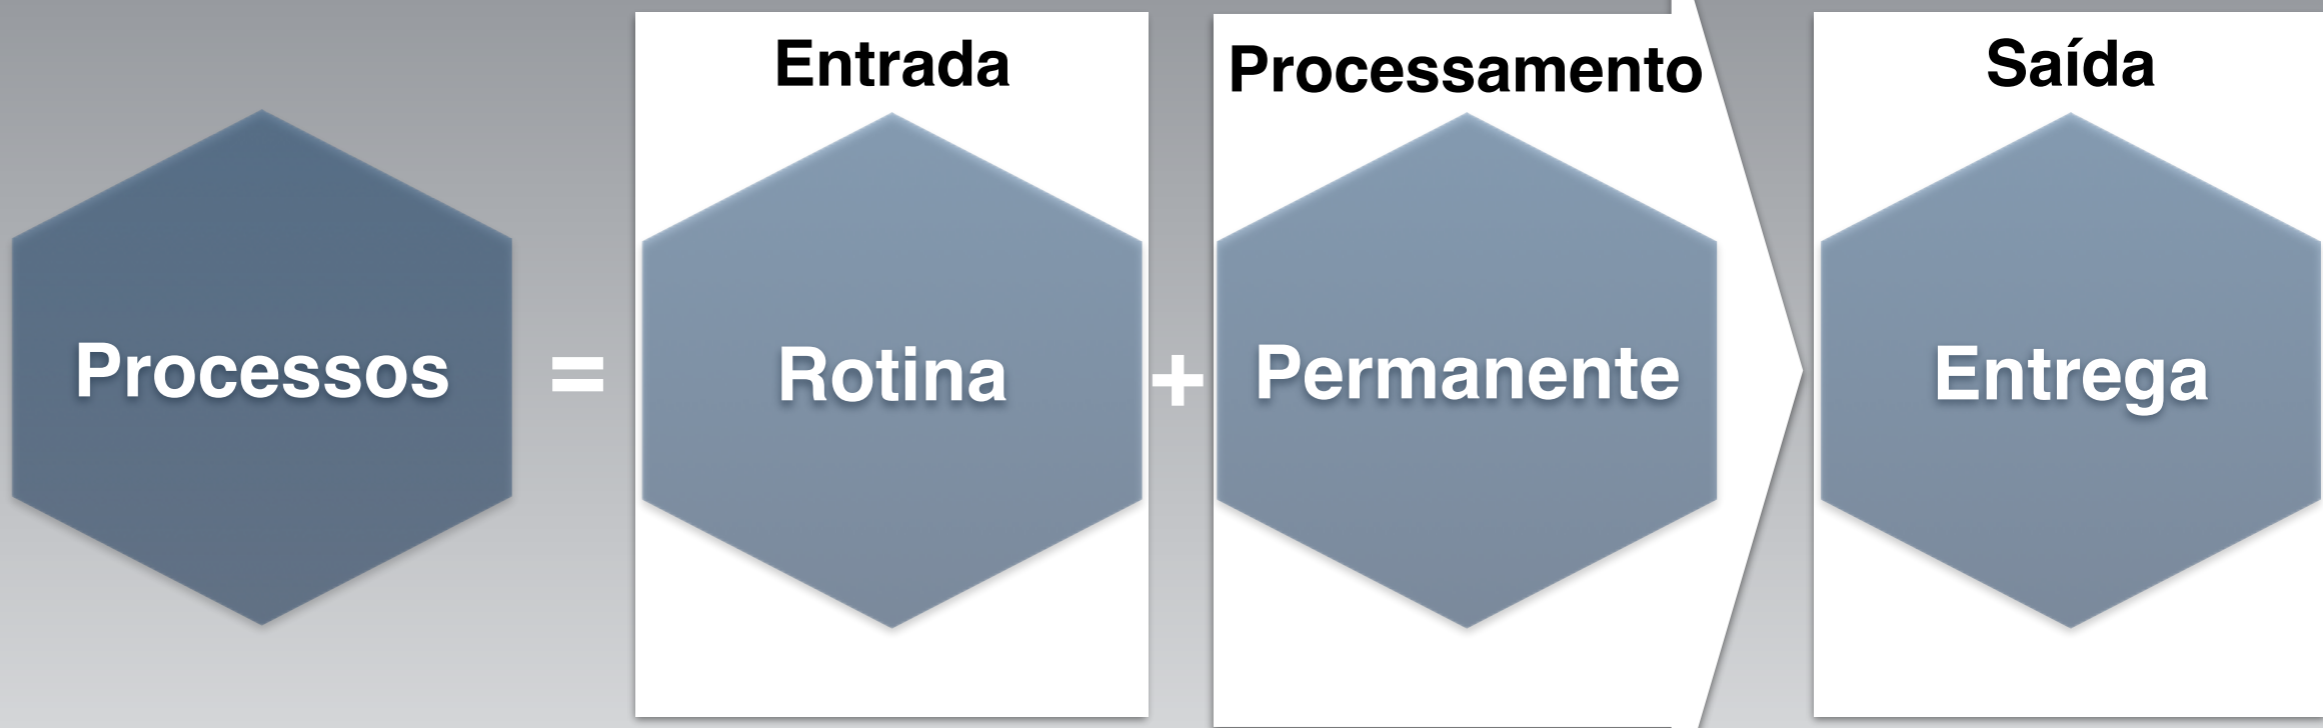 Entrada
Processamento
Saída
Processos
=
Rotina
+
Permanente
Entrega